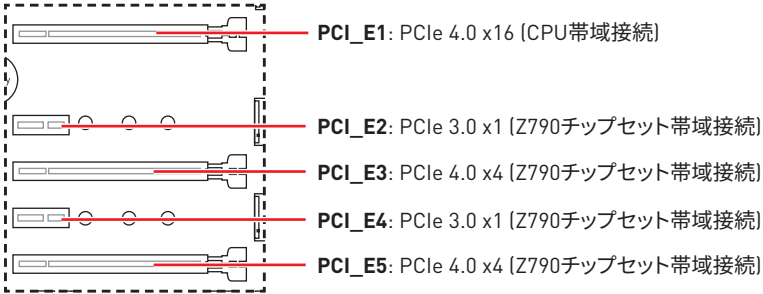 PCI_E1: PCIe 4.0 x16 (CPU帯域接続)
PCI_E2: PCIe 3.0 x1 (Z790チップセット帯域接続)
PCI_E3: PCIe 4.0 x4 (Z790チップセット帯域接続)
PCI_E4: PCIe 3.0 x1 (Z790チップセット帯域接続)
PCI_E5: PCIe 4.0 x4 (Z790チップセット帯域接続)